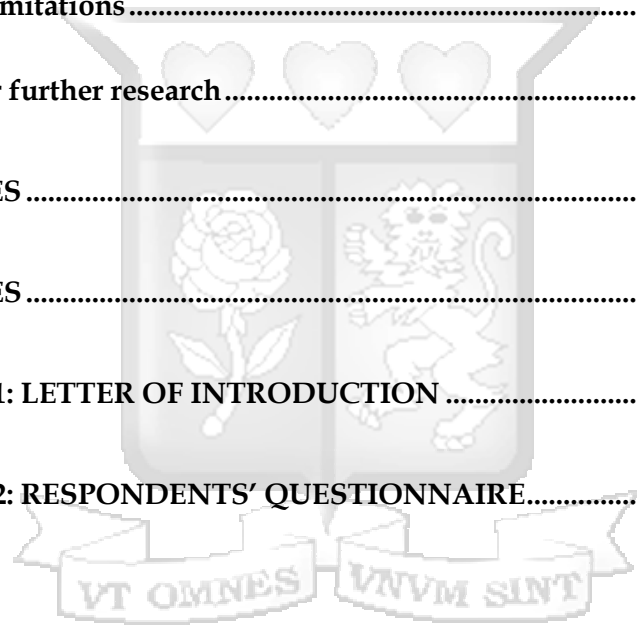 mitations................................................................
r further research................................................................
ES................................................................
ES................................................................
1: LETTER OF INTRODUCTION................................
2: RESPONDENTS’ QUESTIONNAIRE................
VT OMNES VNVM SINT